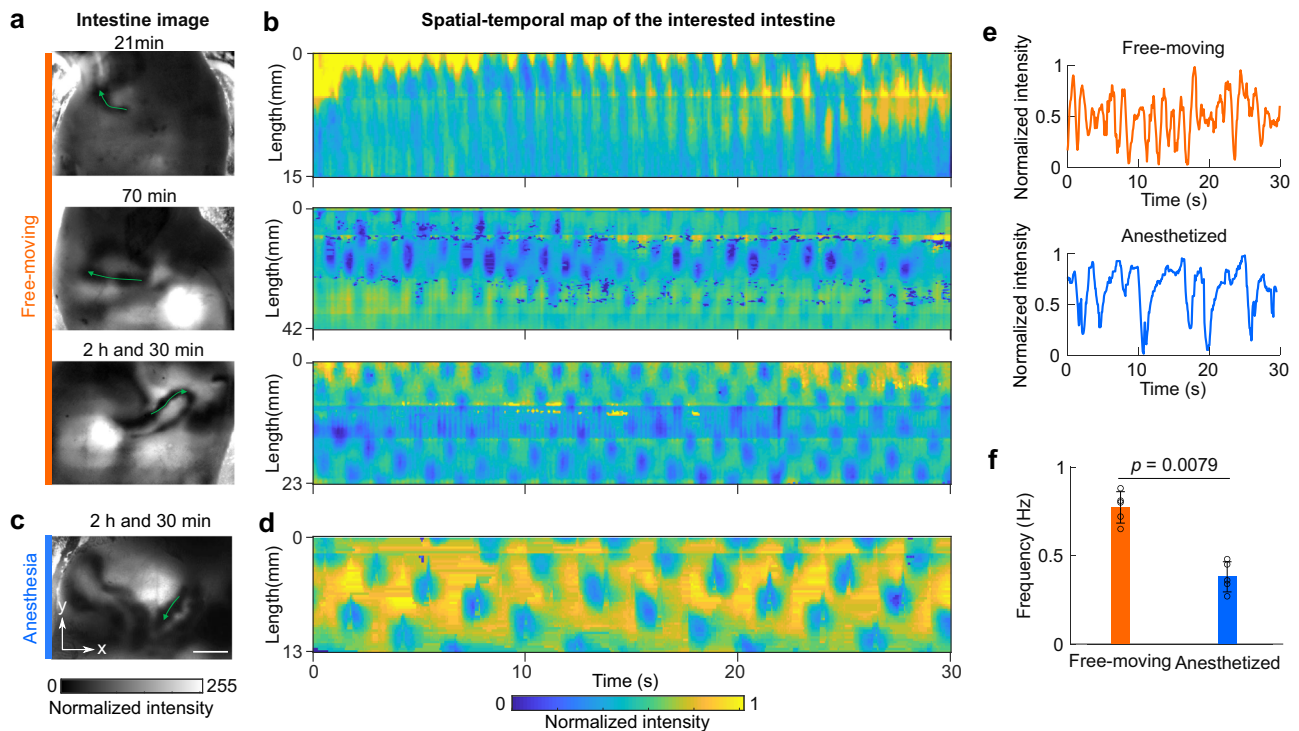 a
Intestine image
21min
70 min
2 h and 30 min
Free-moving
c
2 h and 30 min
Anesthesia
y
x
0
255
Normalized intensity
b
Spatial-temporal map of the interested intestine
0
Length(mm)
15
0
Length(mm)
42
0
Length(mm)
23
d
0
Length(mm)
13
0
10
20
30
Time (s)
0
1
Normalized intensity
e
Free-moving
Normalized intensity
1
0.5
0
0
10
20
30
Time (s)
Anesthetized
Normalized intensity
1
0.5
0
0
10
20
30
Time (s)
f
p = 0.0079
Frequency (Hz)
1
0.5
0
Free-moving
Anesthetized